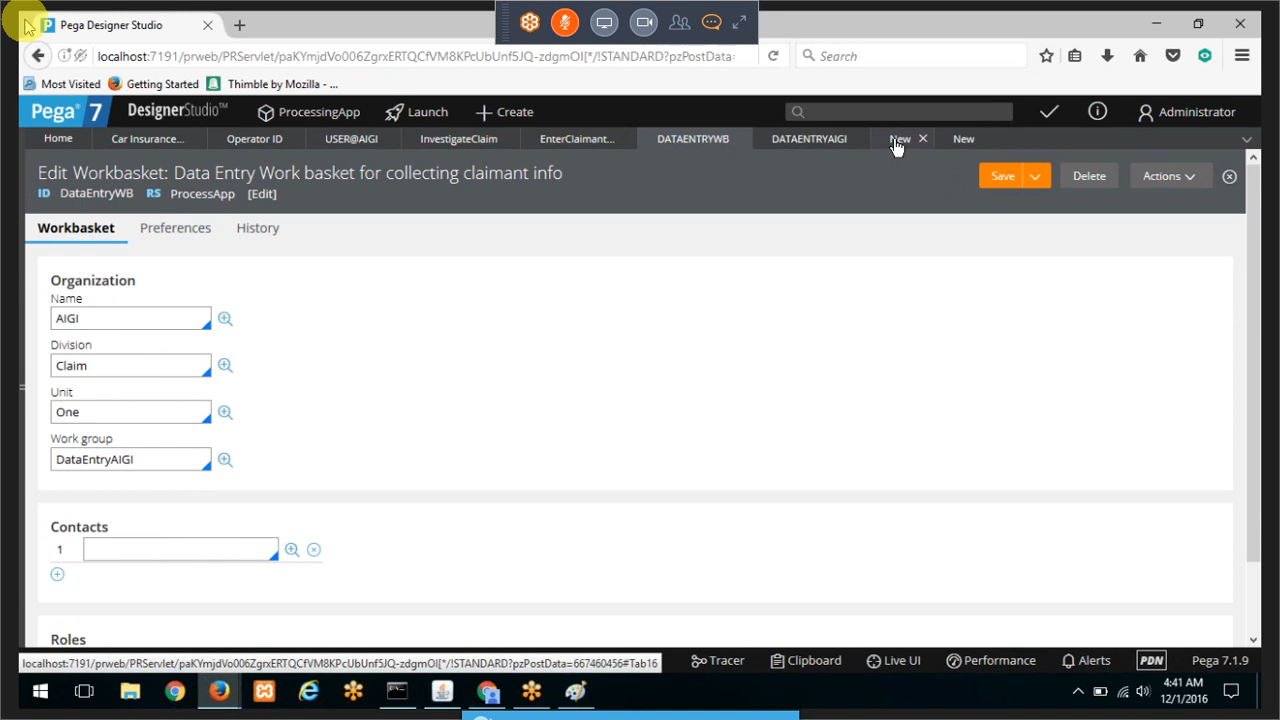 Pega Designer Studio
localhost:7191/prweb/PRServlet/paKYmjdVo006ZgrxERTQCfVM8KPcUbUnf5JQ-zdgmOI[*/!STANDARD?pzPostData=
Search
Most Visited Getting Started Thimble by Mozilla - ...
Pega 7 DesignerStudio™ ProcessingApp Launch Create Administrator
Home Car Insurance... Operator ID USER@AIGI InvestigateClaim EnterClaimant... DATAENTRYWB DATAENTRYAIGI New New
Edit Workbasket: Data Entry Work basket for collecting claimant info
Save Delete Actions
ID DataEntryWB RS ProcessApp [Edit]
Workbasket Preferences History
Organization
Name
AIGI
Division
Claim
Unit
One
Work group
DataEntryAIGI
Contacts
1
Roles
localhost:7191/prweb/PRServlet/paKYmjdVo006ZgrxERTQCfVM8KPcUbUnf5JQ-zdgmOI[*/!STANDARD?pzPostData=667460456#Tab16
Tracer Clipboard Live UI Performance Alerts PDN Pega 7.1.9
4:41 AM
12/1/2016